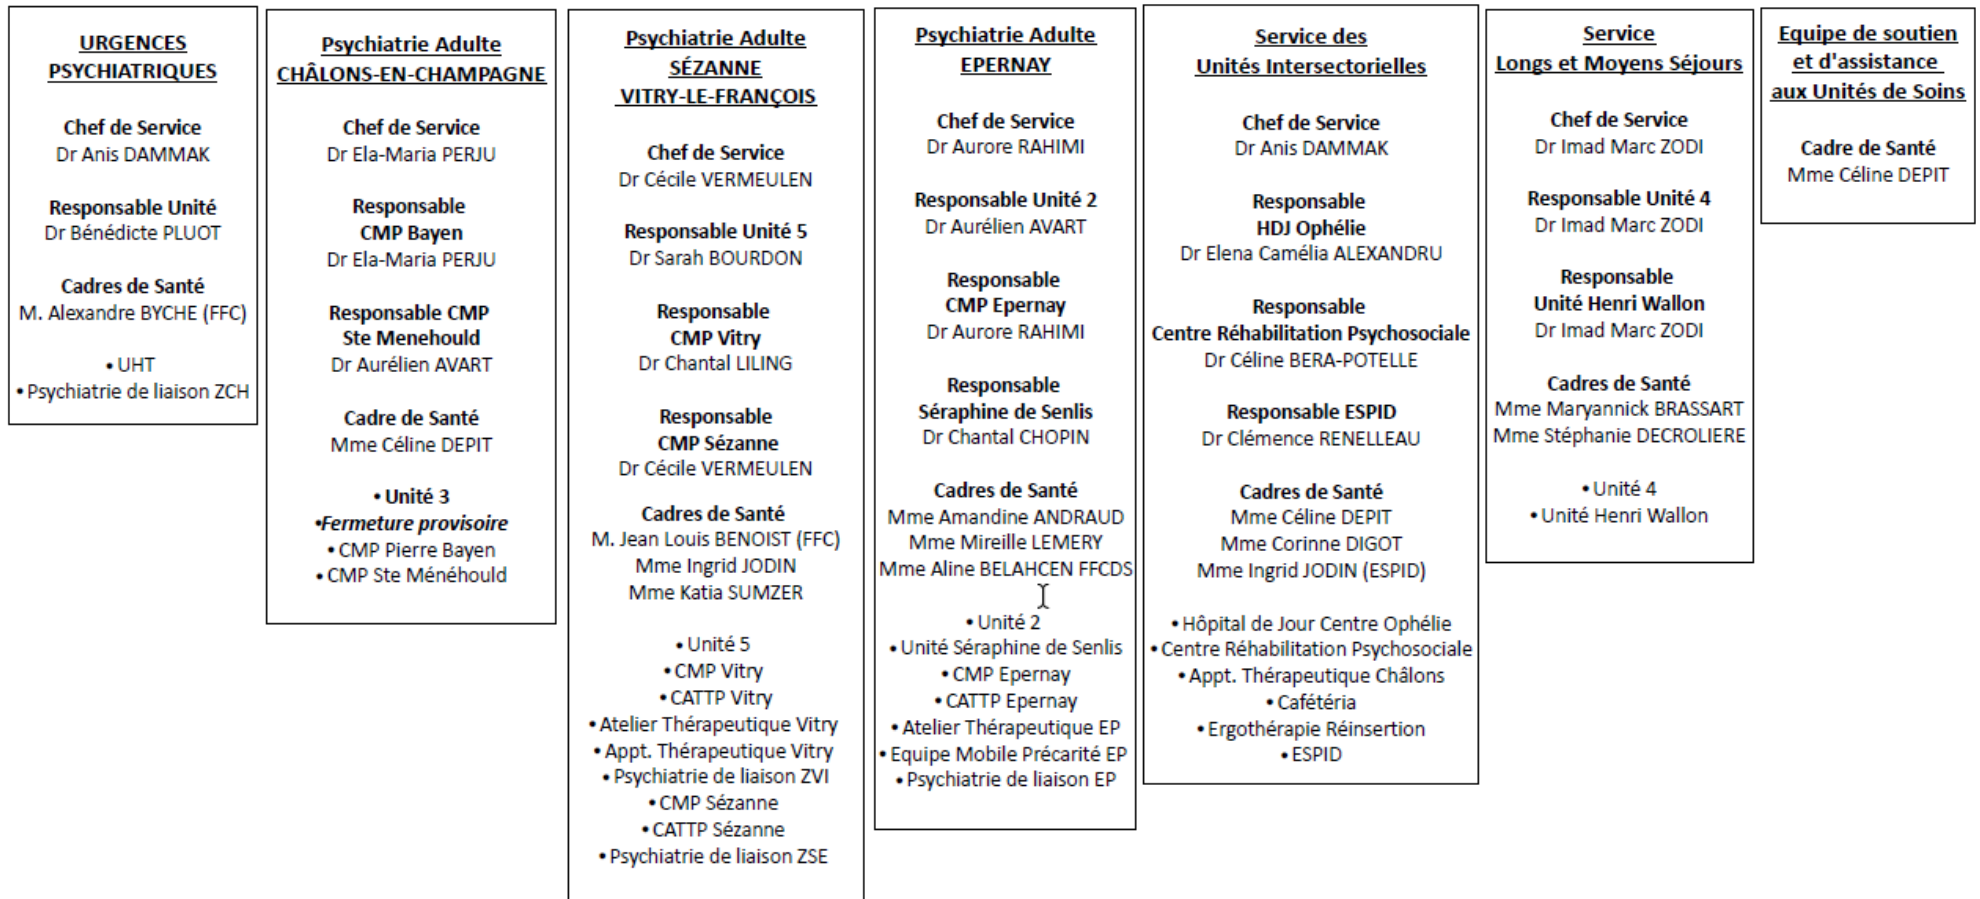 URGENCES
PSYCHIATRIQUES
Chef de Service
Dr Anis DAMMAK
Responsable Unité
Dr Bénédicte PLUOT
Cadres de Santé
M. Alexandre BYCHE (FFC)
• UHT
• Psychiatrie de liaison ZCH
Psychiatrie Adulte
CHÂLONS-EN-CHAMPAGNE
Chef de Service
Dr Ela-Maria PERJU
Responsable
CMP Bayen
Dr Ela-Maria PERJU
Responsable CMP
Ste Menehould
Dr Aurélien AVART
Cadre de Santé
Mme Céline DEPIT
• Unité 3
•Fermeture provisoire
• CMP Pierre Bayen
• CMP Ste Ménéhould
Psychiatrie Adulte
SÉZANNE
VITRY-LE-FRANÇOIS
Chef de Service
Dr Cécile VERMEULEN
Responsable Unité 5
Dr Sarah BOURDON
Responsable
CMP Vitry
Dr Chantal LILING
Responsable
CMP Sézanne
Dr Cécile VERMEULEN
Cadres de Santé
M. Jean Louis BENOIST (FFC)
Mme Ingrid JODIN
Mme Katia SUMZER
• Unité 5
• CMP Vitry
• CATTP Vitry
• Atelier Thérapeutique Vitry
• Appt. Thérapeutique Vitry
• Psychiatrie de liaison ZVI
• CMP Sézanne
• CATTP Sézanne
• Psychiatrie de liaison ZSE
Psychiatrie Adulte
EPERNAY
Chef de Service
Dr Aurore RAHIMI
Responsable Unité 2
Dr Aurélien AVART
Responsable
CMP Epernay
Dr Aurore RAHIMI
Responsable
Séraphine de Senlis
Dr Chantal CHOPIN
Cadres de Santé
Mme Amandine ANDRAUD
Mme Mireille LEMERY
Mme Aline BELAHCEN FFCDS
• Unité 2
• Unité Séraphine de Senlis
• CMP Epernay
• CATTP Epernay
• Atelier Thérapeutique EP
• Equipe Mobile Précarité EP
• Psychiatrie de liaison EP
Service des
Unités Intersectorielles
Chef de Service
Dr Anis DAMMAK
Responsable
HDJ Ophélie
Dr Elena Camélia ALEXANDRU
Responsable
Centre Réhabilitation Psychosociale
Dr Céline BERA-POTELLE
Responsable ESPID
Dr Clémence RENELLEAU
Cadres de Santé
Mme Céline DEPIT
Mme Corinne DIGOT
Mme Ingrid JODIN (ESPID)
• Hôpital de Jour Centre Ophélie
• Centre Réhabilitation Psychosociale
• Appt. Thérapeutique Châlons
• Cafétéria
• Ergothérapie Réinsertion
• ESPID
Service
Longs et Moyens Séjours
Chef de Service
Dr Imad Marc ZODI
Responsable Unité 4
Dr Imad Marc ZODI
Responsable
Unité Henri Wallon
Dr Imad Marc ZODI
Cadres de Santé
Mme Maryannick BRASSART
Mme Stéphanie DECROLIERE
• Unité 4
• Unité Henri Wallon
Equipe de soutien
et d'assistance
aux Unités de Soins
Cadre de Santé
Mme Céline DEPIT